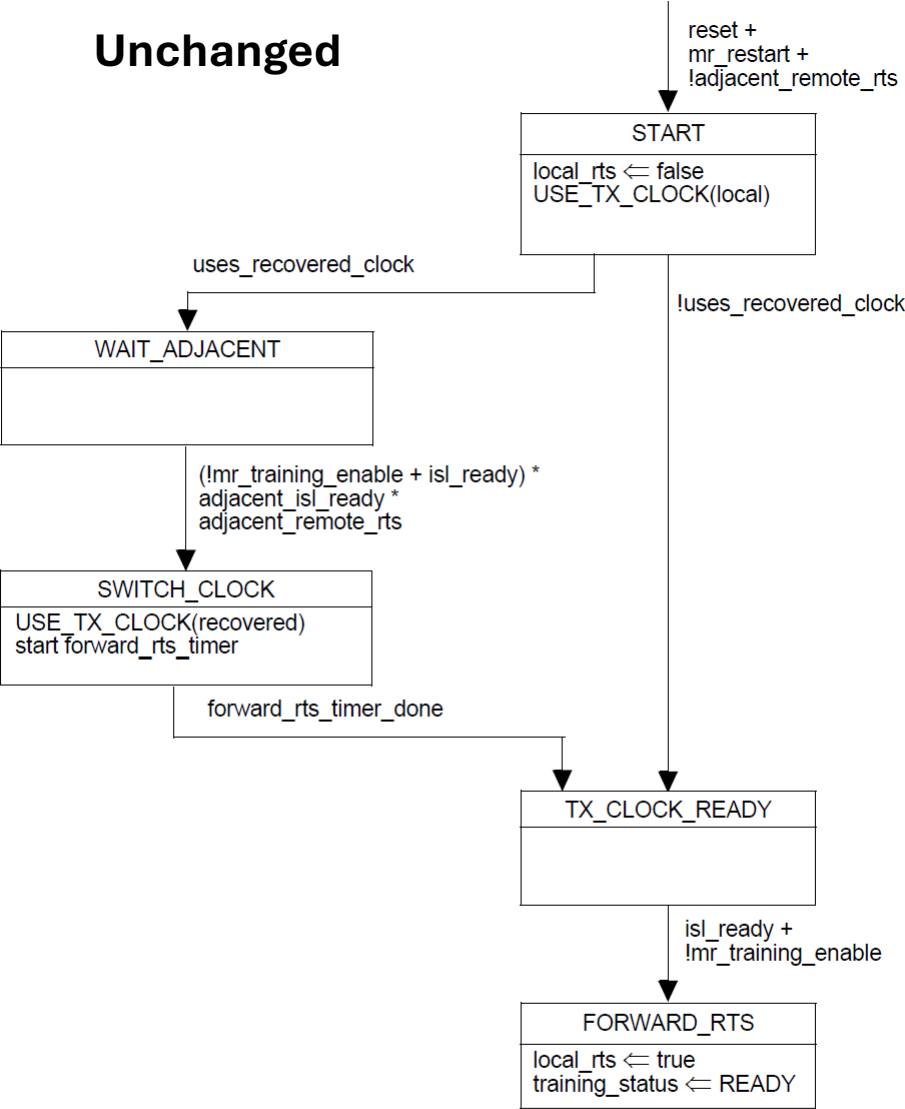 Unchanged
reset +
mr_restart +
!adjacent_remote_rts
START
local_rts ⇐ false
USE_TX_CLOCK(local)
uses_recovered_clock
!uses_recovered_clock
WAIT_ADJACENT
(!mr_training_enable + isl_ready) *
adjacent_isl_ready *
adjacent_remote_rts
SWITCH_CLOCK
USE_TX_CLOCK(recovered)
start forward_rts_timer
forward_rts_timer_done
TX_CLOCK_READY
isl_ready +
!mr_training_enable
FORWARD_RTS
local_rts ⇐ true
training_status ⇐ READY